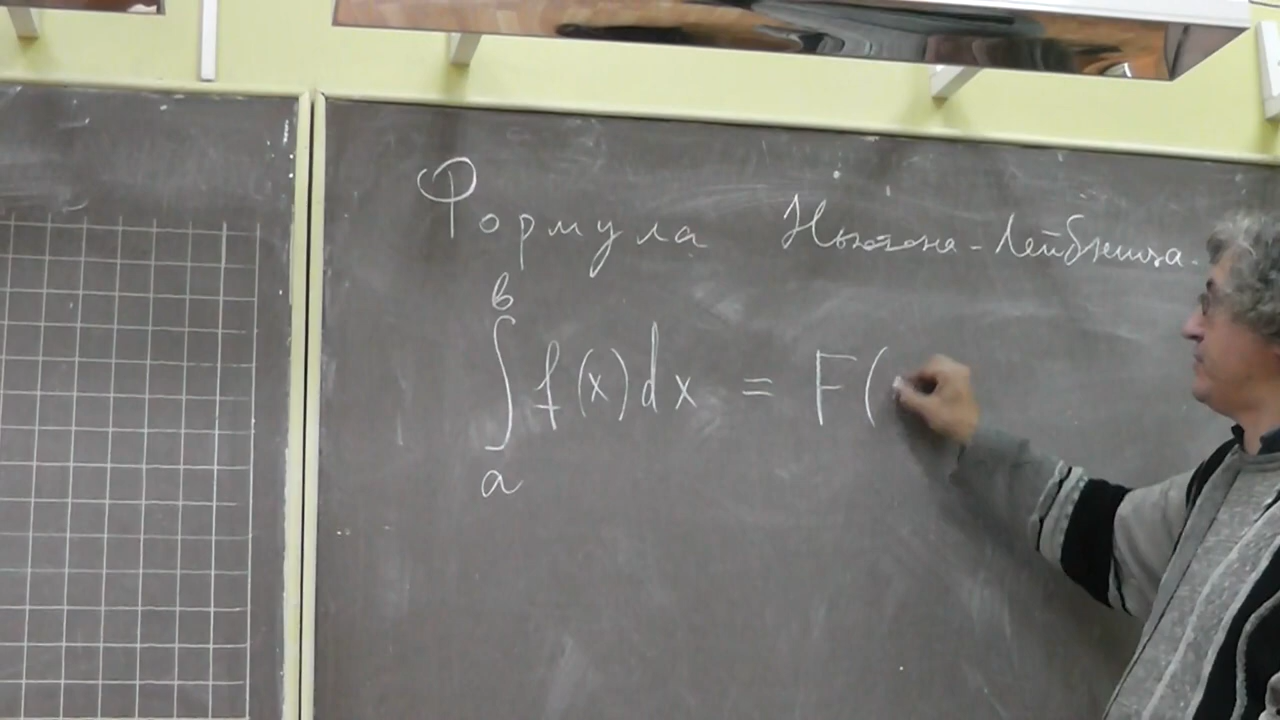 Формула Ньютона-Лейбница.
b
∫ f(x)dx = F(
a